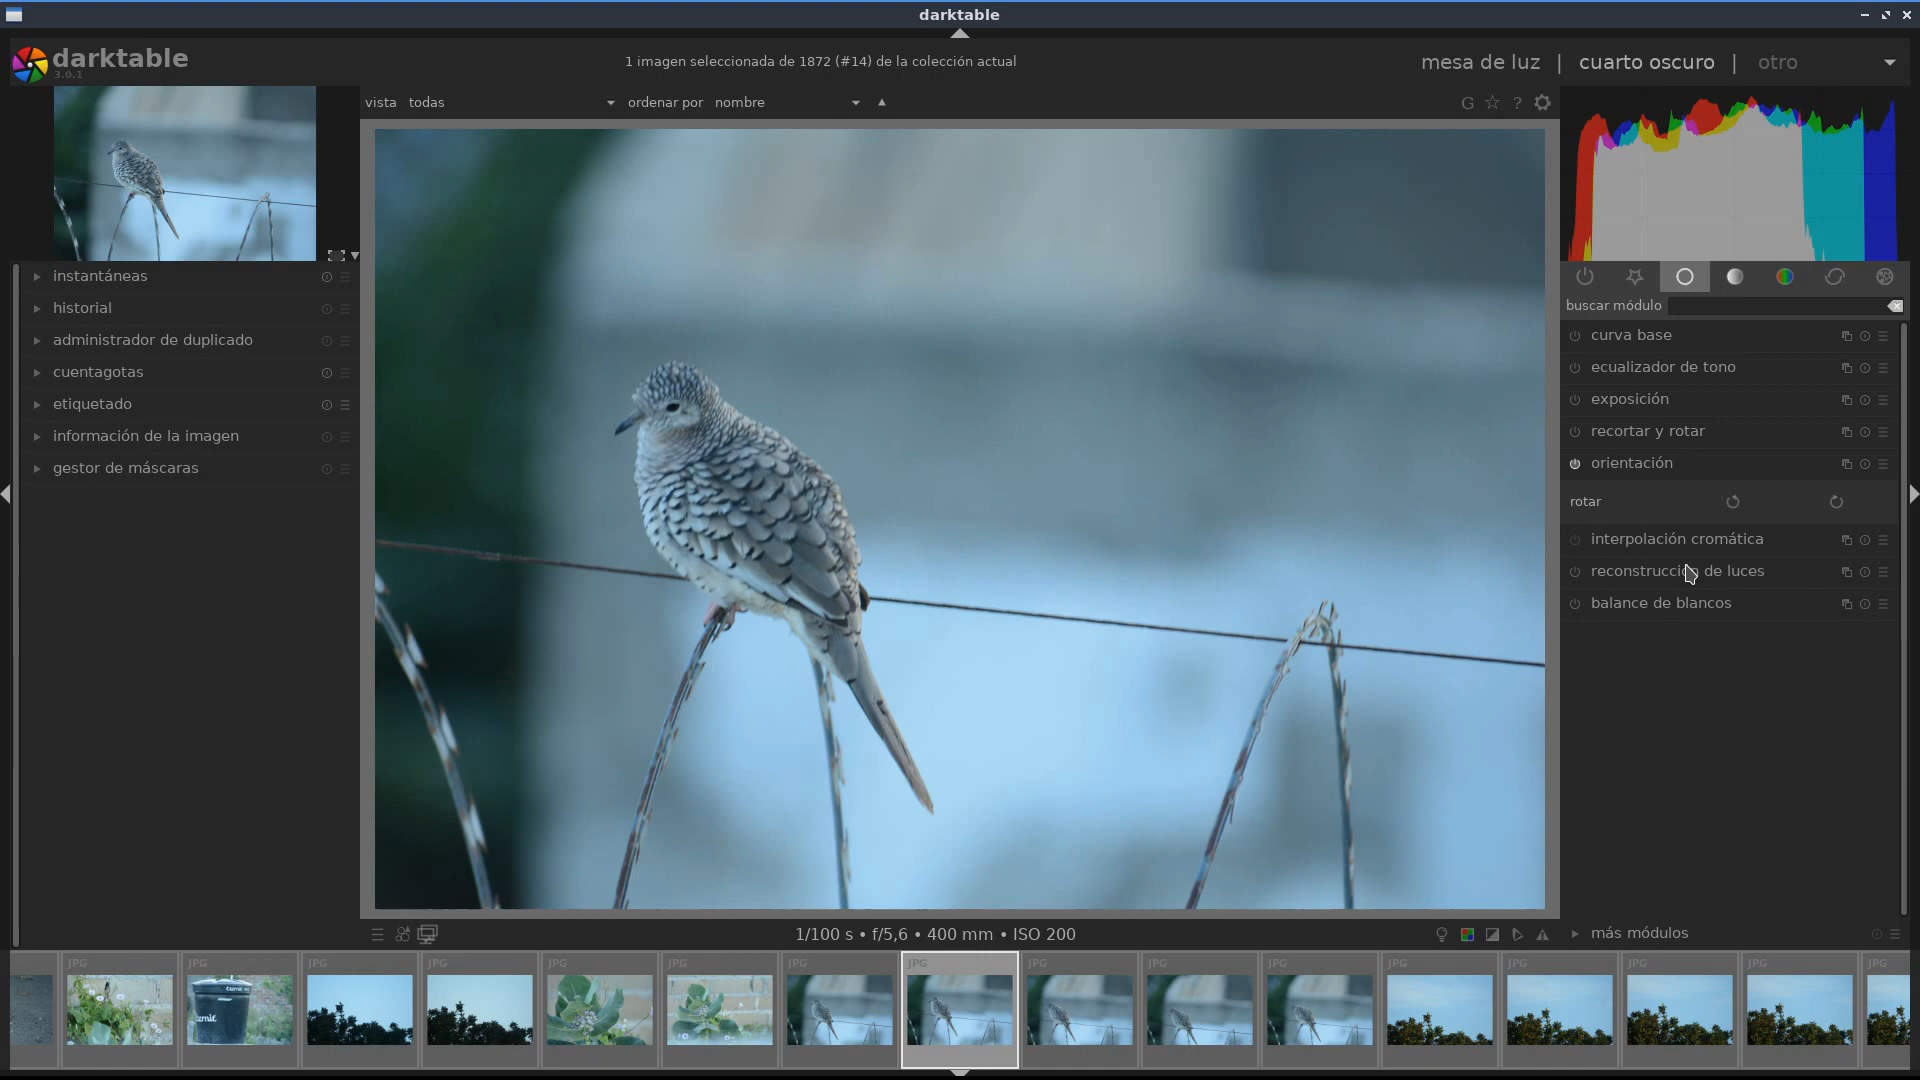 darktable
darktable
3.0.1
1 imagen seleccionada de 1872 (#14) de la colección actual
mesa de luz | cuarto oscuro | otro
vista todas ordenar por nombre
G ?
instantáneas
historial
administrador de duplicado
cuentagotas
etiquetado
información de la imagen
gestor de máscaras
buscar módulo
curva base
ecualizador de tono
exposición
recortar y rotar
orientación
rotar
interpolación cromática
reconstrucción de luces
balance de blancos
más módulos
1/100 s • f/5,6 • 400 mm • ISO 200
JPG JPG JPG JPG JPG JPG JPG JPG JPG JPG JPG JPG JPG JPG JPG JPG